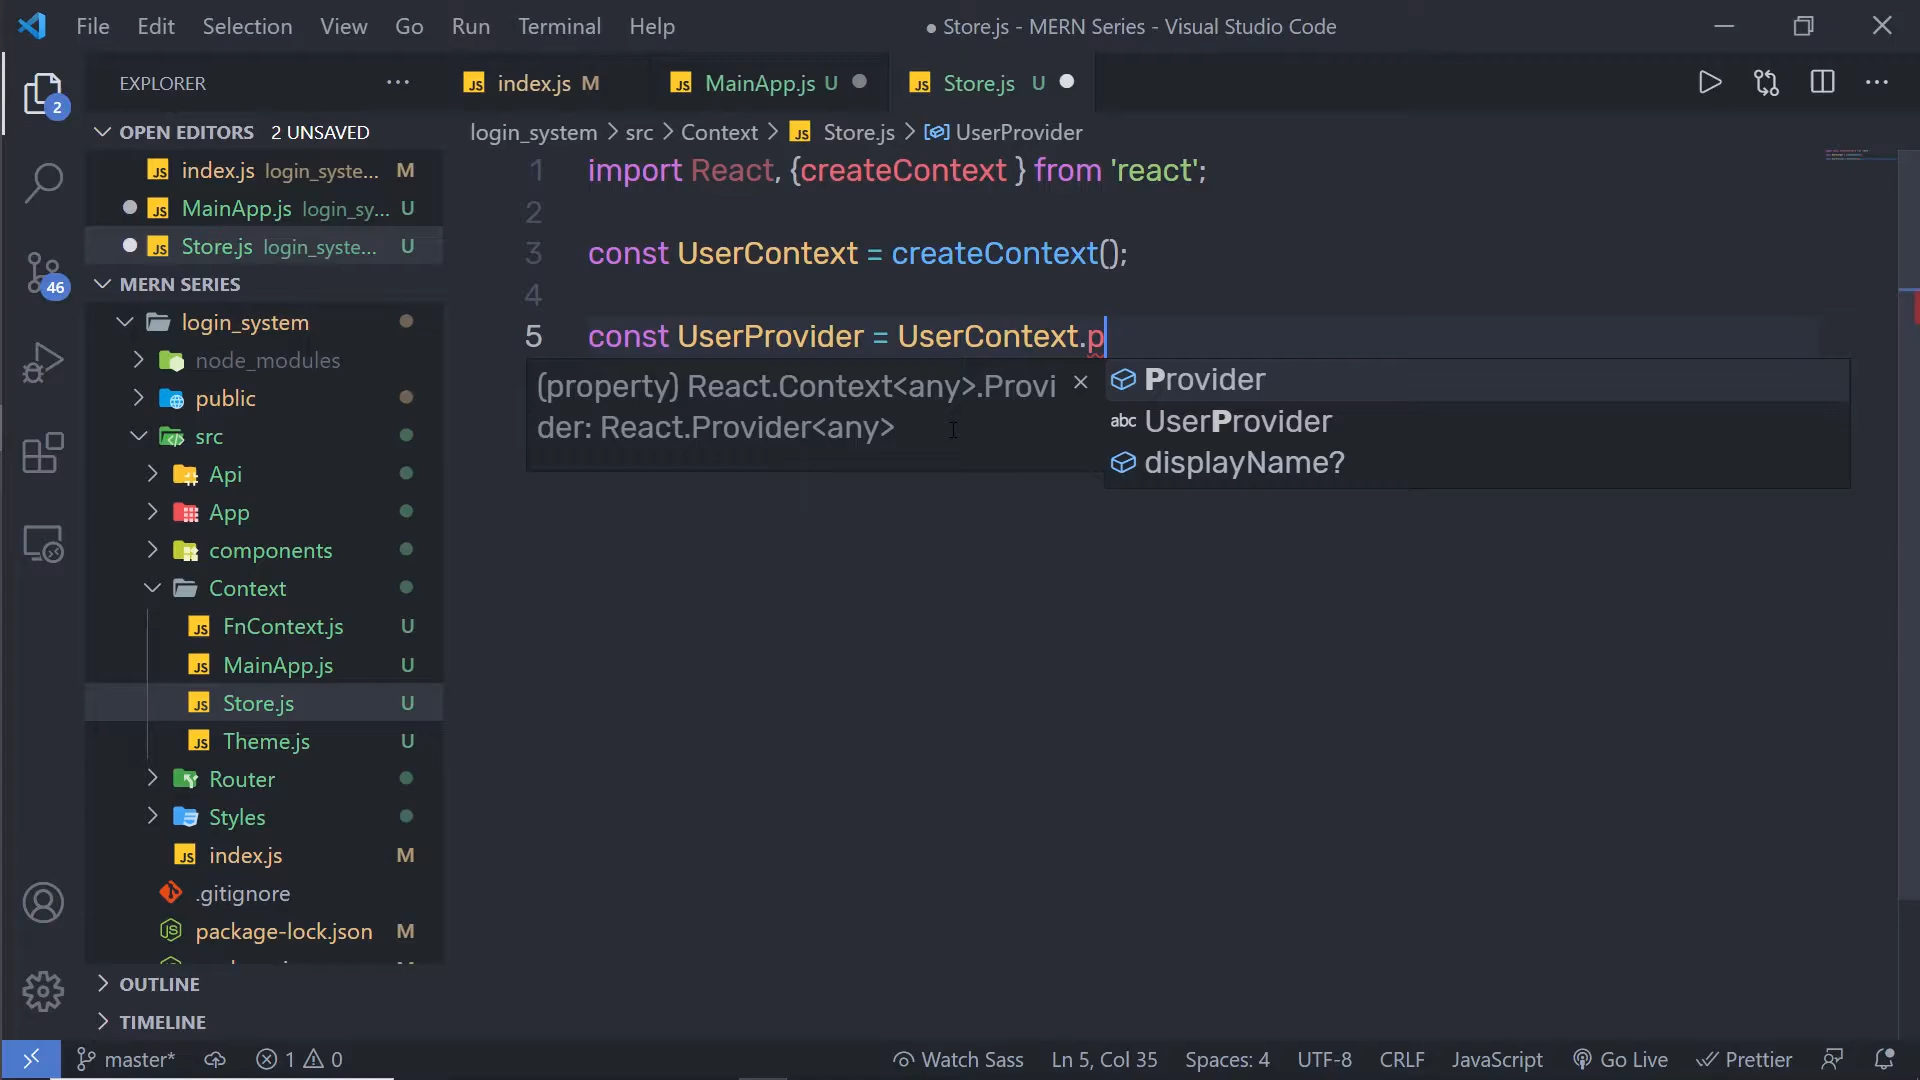 File Edit Selection View Go Run Terminal Help
● Store.js - MERN Series - Visual Studio Code
EXPLORER
index.js M
MainApp.js U
Store.js U
2
OPEN EDITORS 2 UNSAVED
login_system > src > Context > Store.js > UserProvider
index.js login_syste... M
MainApp.js login_sy... U
Store.js login_syste... U
46
MERN SERIES
login_system
node_modules
public
src
Api
App
components
Context
FnContext.js U
MainApp.js U
Store.js U
Theme.js U
Router
Styles
index.js M
.gitignore
package-lock.json M
OUTLINE
TIMELINE
1 import React, {createContext } from 'react';
2
3 const UserContext = createContext();
4
5 const UserProvider = UserContext.p
(property) React.Context<any>.Provi
der: React.Provider<any>
Provider
abc UserProvider
displayName?
master* 1 0
Watch Sass Ln 5, Col 35 Spaces: 4 UTF-8 CRLF JavaScript Go Live Prettier